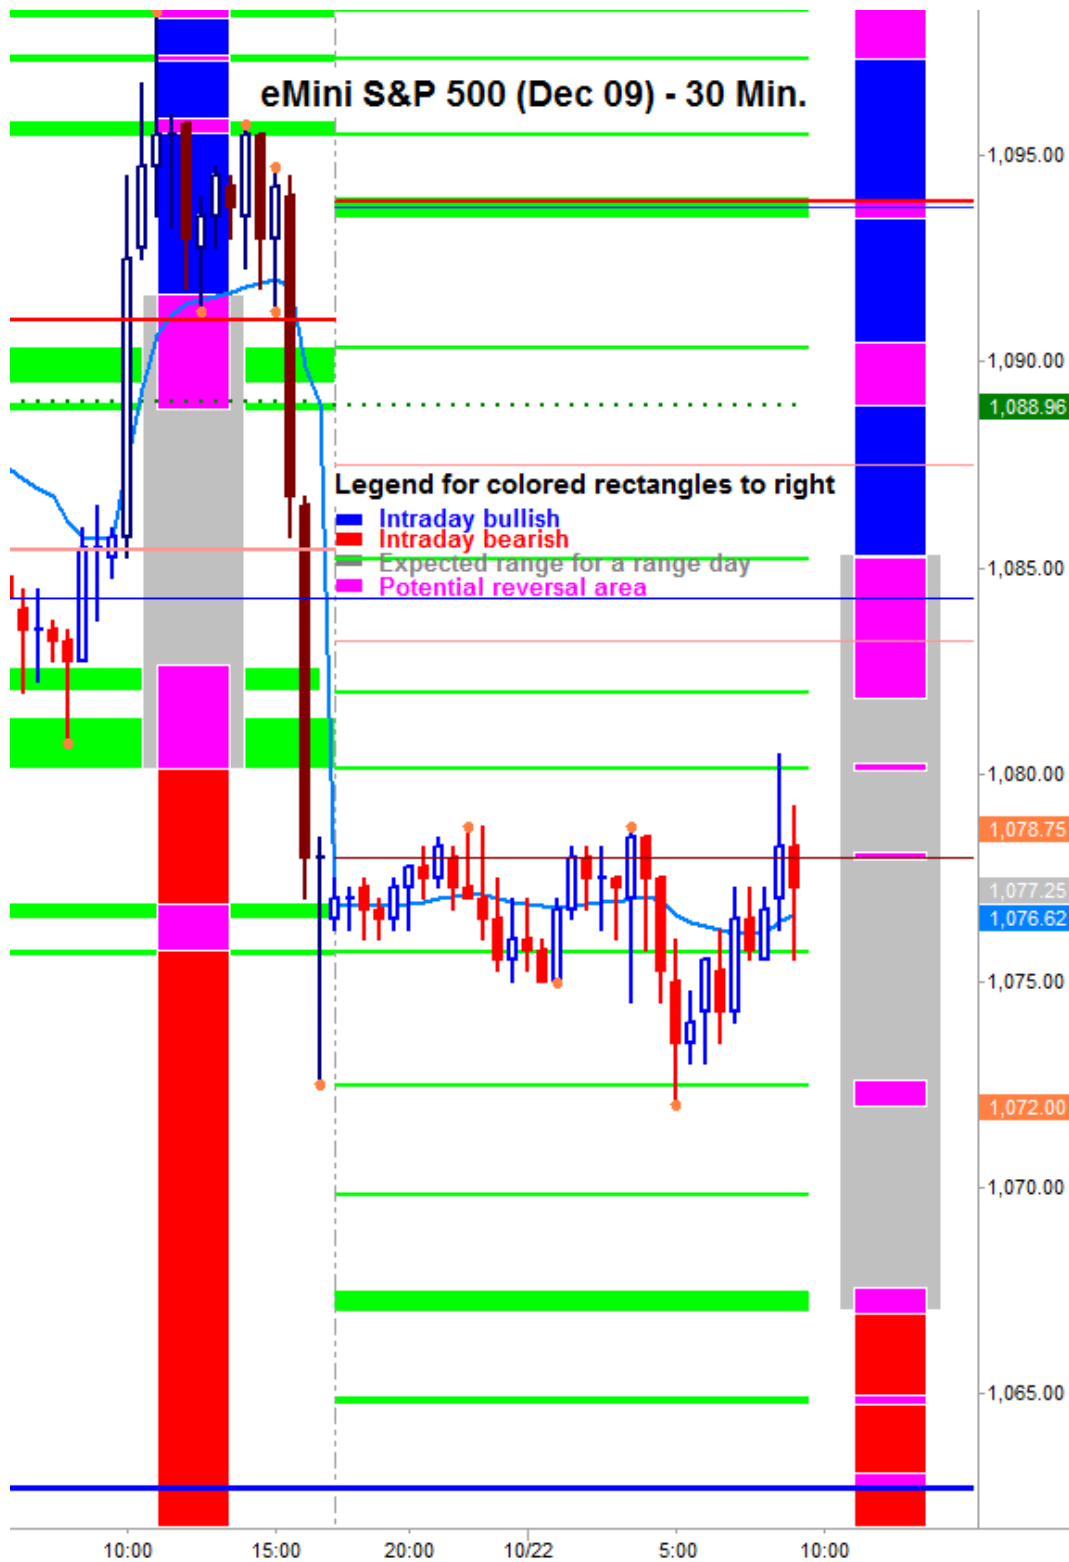 eMini S&P 500 (Dec 09) - 30 Min.
1,095.00
1,090.00
1,088.96
Legend for colored rectangles to right
Intraday bullish
Intraday bearish
Expected range for a range day
Potential reversal area
1,085.00
1,080.00
1,078.75
1,077.25
1,076.62
1,075.00
1,072.00
1,070.00
1,065.00
10:00 15:00 20:00 10/22 5:00 10:00